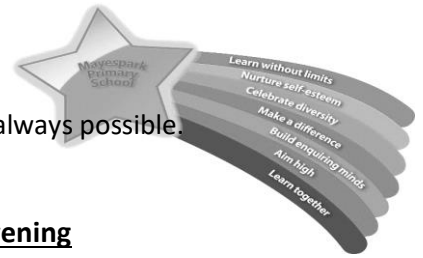 Mayespark
Primary
School
Learn without limits
Nurture self-esteem
Celebrate diversity
Make a difference
Build enquiring minds
Aim high
Learn together
always possible.